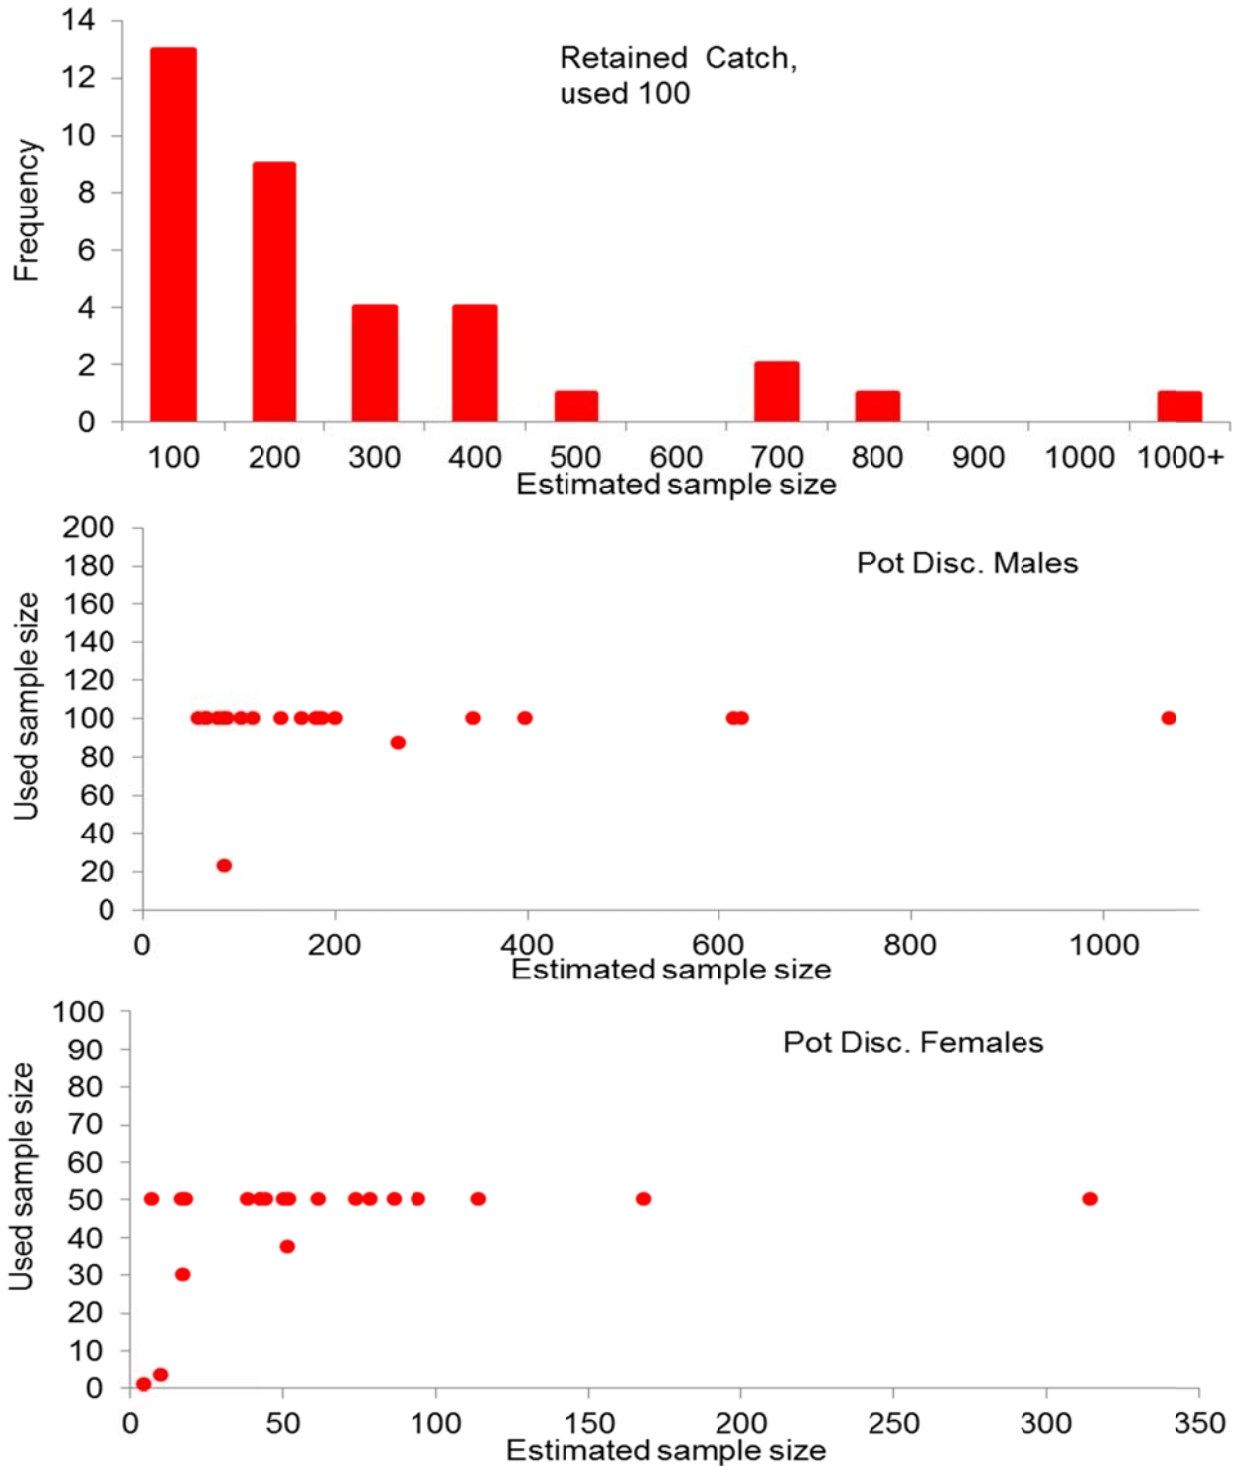 14
12
10
8
6
4
2
0
Frequency
Retained Catch,
used 100
100 200 300 400 500 600 700 800 900 1000 1000+
Estimated sample size
200
180
160
140
120
100
80
60
40
20
0
Used sample size
Pot Disc. Males
0 200 400 600 800 1000
Estimated sample size
100
90
80
70
60
50
40
30
20
10
0
Used sample size
Pot Disc. Females
0 50 100 150 200 250 300 350
Estimated sample size